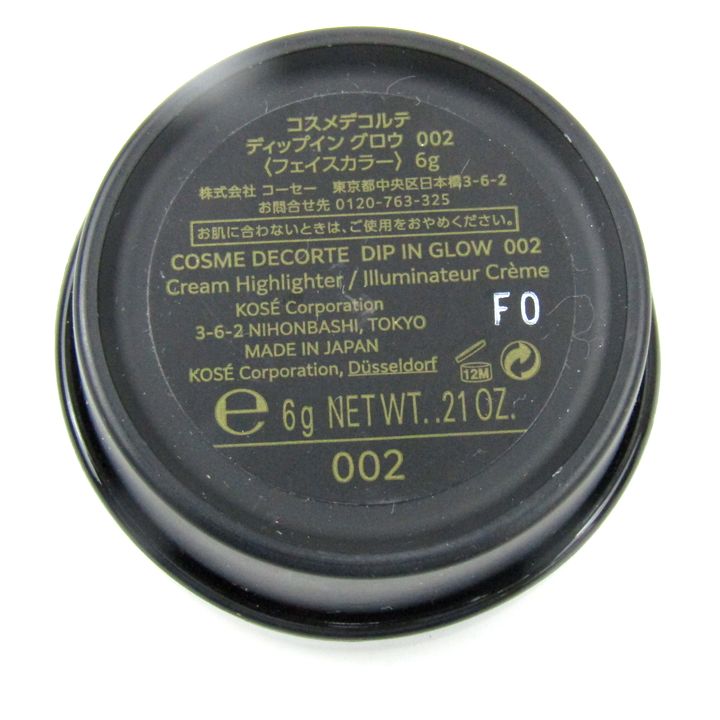 コスメデコルテ
ディップイン グロウ 002
〈フェイスカラー〉 6g
株式会社 コーセー 東京都中央区日本橋3-6-2
お問合せ先 0120-763-325
お肌に合わないときは、ご使用をおやめください。
COSME DECORTE DIP IN GLOW 002
Cream Highlighter / Illuminateur Crème
KOSÉ Corporation
3-6-2 NIHONBASHI, TOKYO
MADE IN JAPAN
KOSÉ Corporation, Düsseldorf
FO
12M
e 6g NET WT. .21 OZ.
002